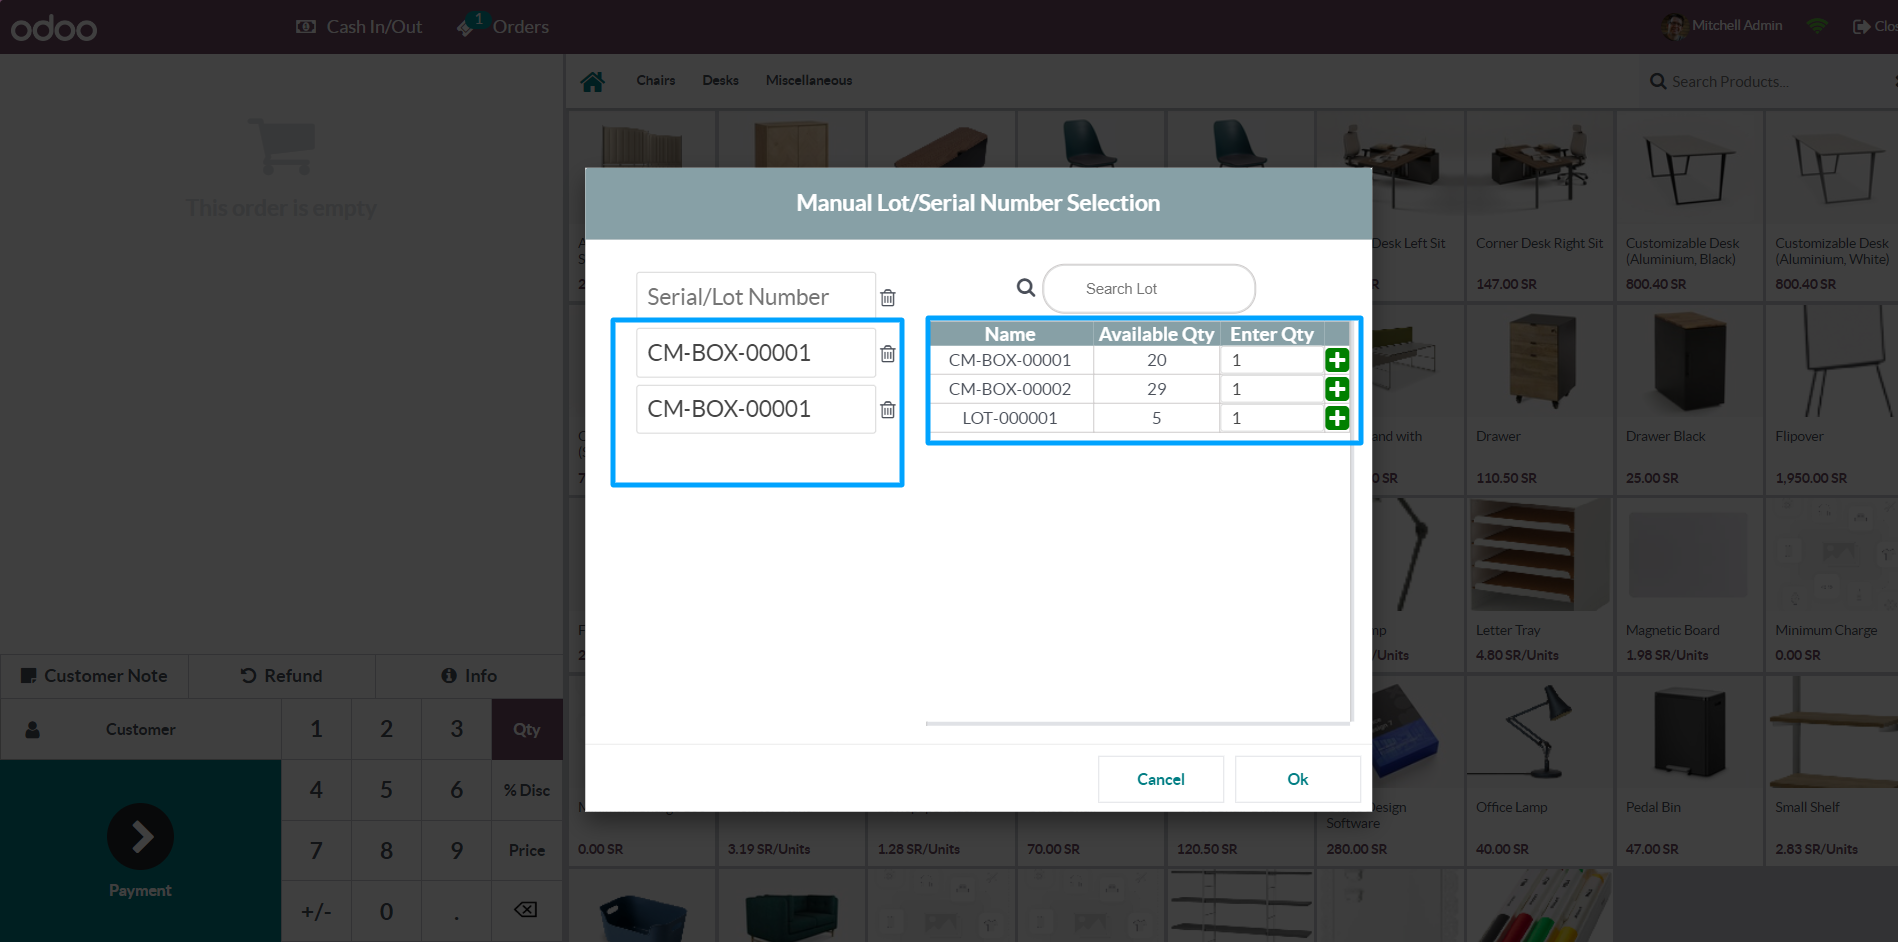 odoo
Cash In/Out
1
Orders
Mitchell Admin
Clos
Chairs
Desks
Miscellaneous
Search Products...
This order is empty
Manual Lot/Serial Number Selection
Serial/Lot Number
CM-BOX-00001
CM-BOX-00001
Search Lot
Name Available Qty Enter Qty
CM-BOX-00001 20 1
CM-BOX-00002 29 1
LOT-000001 5 1
Cancel
Ok
Desk Left Sit
Corner Desk Right Sit
147.00 SR
Customizable Desk
(Aluminium, Black)
800.40 SR
Customizable Desk
(Aluminium, White)
800.40 SR
and with
0 SR
Drawer
110.50 SR
Drawer Black
25.00 SR
Flipover
1,950.00 SR
mp
/Units
Letter Tray
4.80 SR/Units
Magnetic Board
1.98 SR/Units
Minimum Charge
0.00 SR
0.00 SR
3.19 SR/Units
1.28 SR/Units
70.00 SR
120.50 SR
esign
Software
280.00 SR
Office Lamp
40.00 SR
Pedal Bin
47.00 SR
Small Shelf
2.83 SR/Units
Customer Note
Refund
Info
Customer
1 2 3 Qty
4 5 6 % Disc
7 8 9 Price
+/- 0 .
Payment